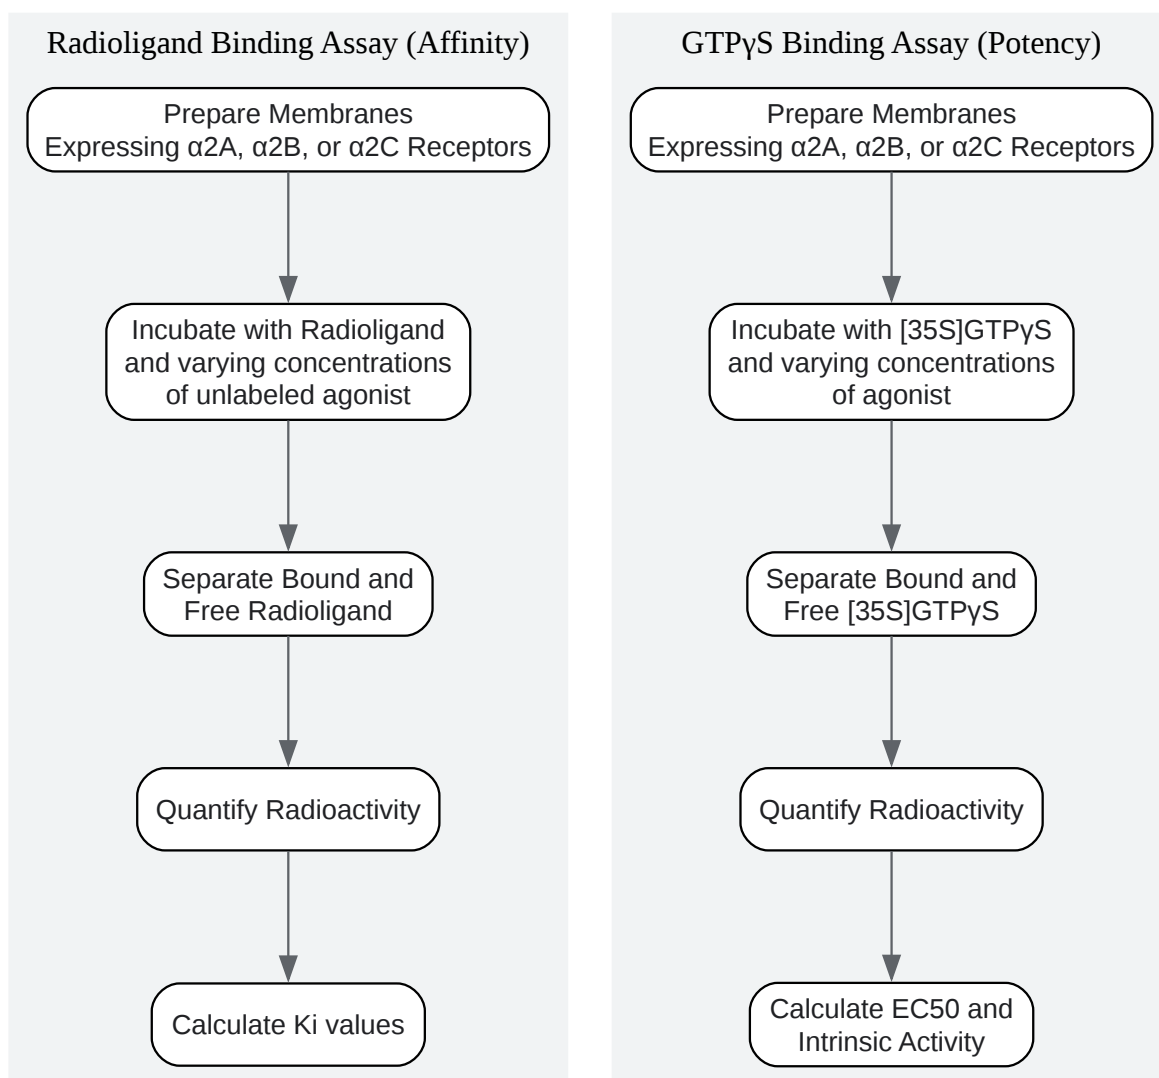 Radioligand Binding Assay (Affinity)
Prepare Membranes
Expressing α2A, α2B, or α2C Receptors
Incubate with Radioligand
and varying concentrations
of unlabeled agonist
Separate Bound and
Free Radioligand
Quantify Radioactivity
Calculate Ki values
GTPγS Binding Assay (Potency)
Prepare Membranes
Expressing α2A, α2B, or α2C Receptors
Incubate with [35S]GTPγS
and varying concentrations
of agonist
Separate Bound and
Free [35S]GTPγS
Quantify Radioactivity
Calculate EC50 and
Intrinsic Activity